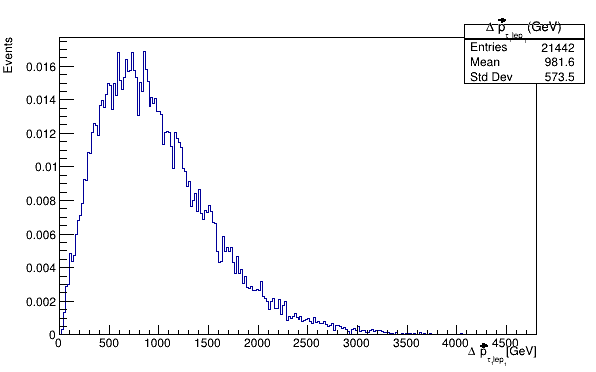 Δ p⃗ τ,lep₁ (GeV)
Entries 21442
Mean 981.6
Std Dev 573.5
Events
0.016
0.014
0.012
0.01
0.008
0.006
0.004
0.002
0
0 500 1000 1500 2000 2500 3000 3500 4000 4500
Δ p⃗ τ,lep₁ [GeV]